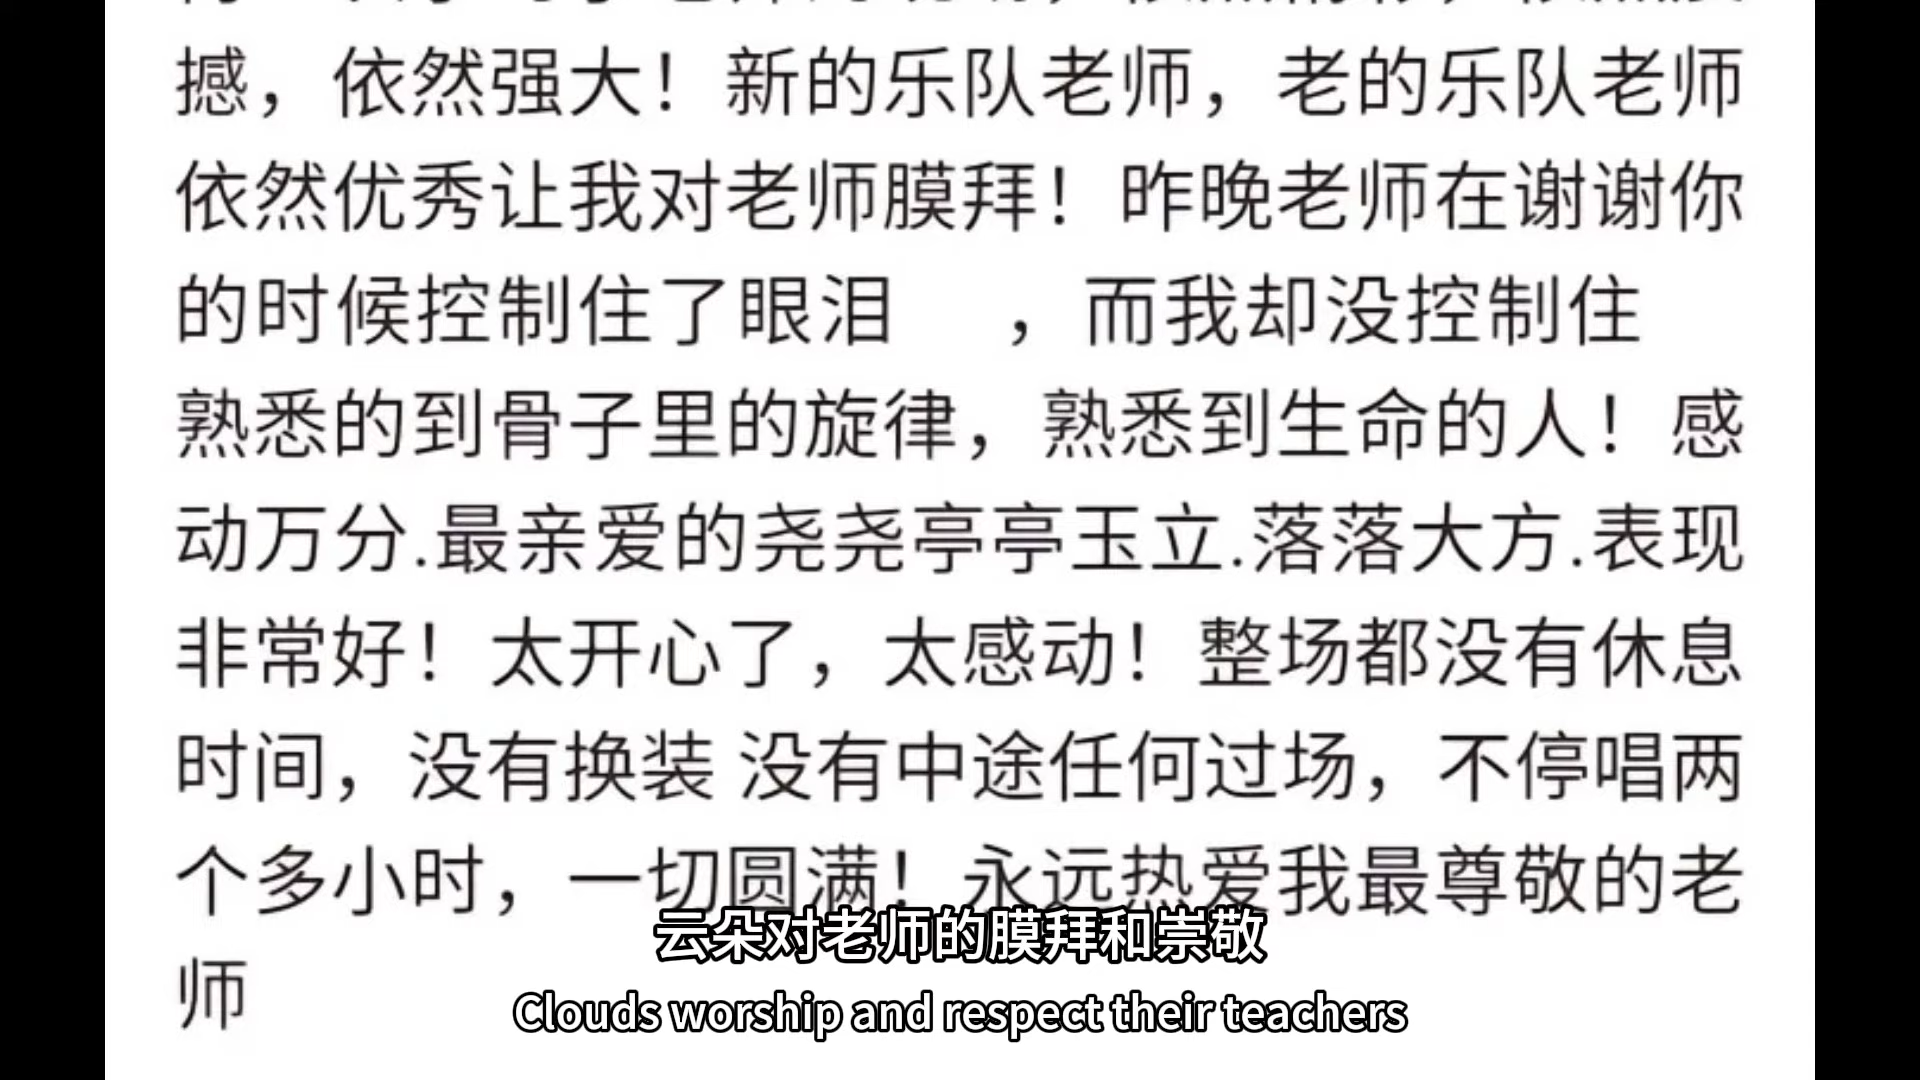 撼，依然强大！新的乐队老师，老的乐队老师
依然优秀让我对老师膜拜！昨晚老师在谢谢你
的时候控制住了眼泪　，而我却没控制住
熟悉的到骨子里的旋律，熟悉到生命的人！感
动万分.最亲爱的尧尧亭亭玉立.落落大方.表现
非常好！太开心了，太感动！整场都没有休息
时间，没有换装 没有中途任何过场，不停唱两
个多小时，一切圆满！永远热爱我最尊敬的老
师
云朵对老师的膜拜和崇敬
Clouds worship and respect their teachers